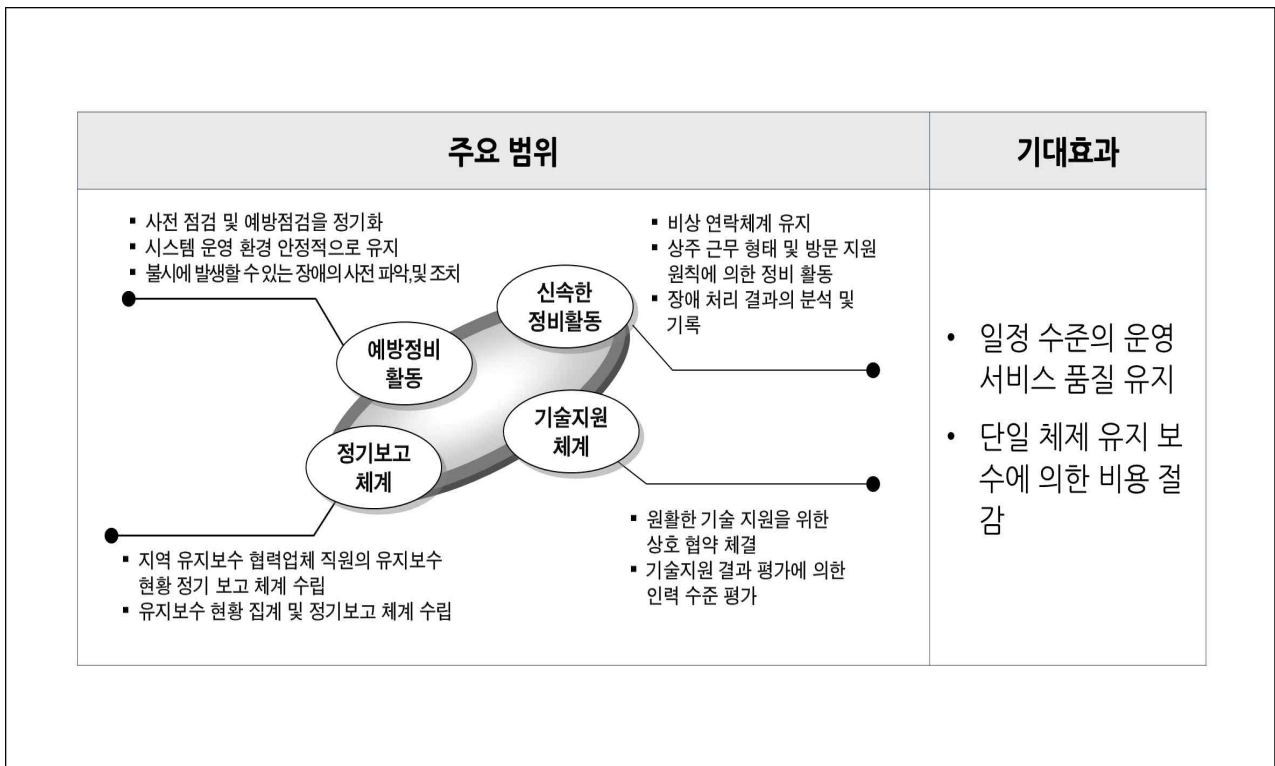 주요 범위
기대효과
▪ 사전 점검 및 예방점검을 정기화
▪ 시스템 운영 환경 안정적으로 유지
▪ 불시에 발생할 수 있는 장애의 사전 파악,및 조치
▪ 비상 연락체계 유지
▪ 상주 근무 형태 및 방문 지원
원칙에 의한 정비 활동
▪ 장애 처리 결과의 분석 및
기록
신속한
정비활동
예방정비
활동
기술지원
체계
정기보고
체계
▪ 지역 유지보수 협력업체 직원의 유지보수
현황 정기 보고 체계 수립
▪ 유지보수 현황 집계 및 정기보고 체계 수립
▪ 원활한 기술 지원을 위한
상호 협약 체결
▪ 기술지원 결과 평가에 의한
인력 수준 평가
• 일정 수준의 운영
서비스 품질 유지
• 단일 체제 유지 보
수에 의한 비용 절
감